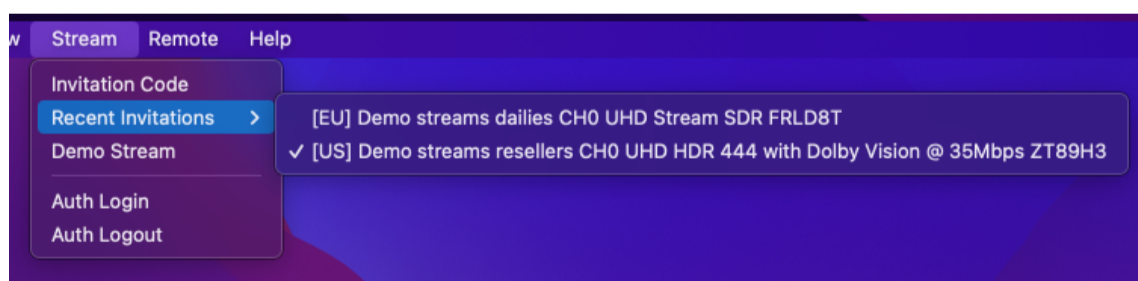 w Stream Remote Help
Invitation Code
Recent Invitations >
Demo Stream
Auth Login
Auth Logout
[EU] Demo streams dailies CH0 UHD Stream SDR FRLD8T
✓ [US] Demo streams resellers CH0 UHD HDR 444 with Dolby Vision @ 35Mbps ZT89H3